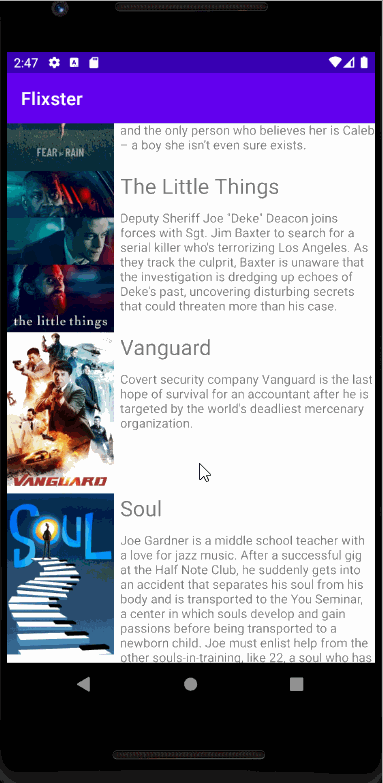 2:47
Flixster
FEAR OF RAIN
and the only person who believes her is Caleb
– a boy she isn't even sure exists.
the little things
The Little Things
Deputy Sheriff Joe "Deke" Deacon joins
forces with Sgt. Jim Baxter to search for a
serial killer who's terrorizing Los Angeles. As
they track the culprit, Baxter is unaware that
the investigation is dredging up echoes of
Deke's past, uncovering disturbing secrets
that could threaten more than his case.
VANGUARD
Vanguard
Covert security company Vanguard is the last
hope of survival for an accountant after he is
targeted by the world's deadliest mercenary
organization.
SOUL
Soul
Joe Gardner is a middle school teacher with
a love for jazz music. After a successful gig
at the Half Note Club, he suddenly gets into
an accident that separates his soul from his
body and is transported to the You Seminar,
a center in which souls develop and gain
passions before being transported to a
newborn child. Joe must enlist help from the
other souls-in-training, like 22, a soul who has